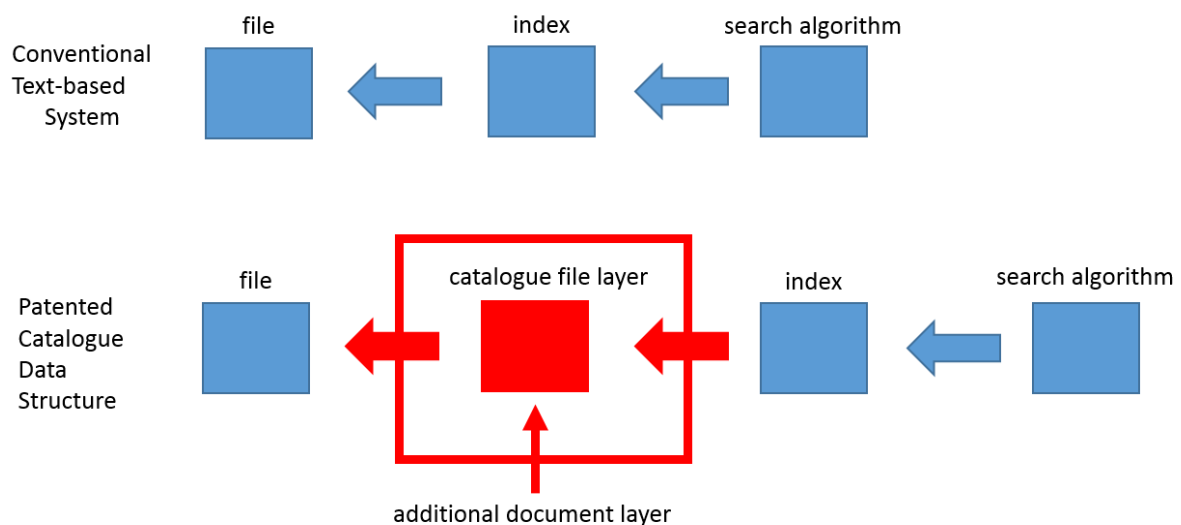 file
index
search algorithm
Conventional
Text-based
System
file
catalogue file layer
index
search algorithm
Patented
Catalogue
Data
Structure
additional document layer